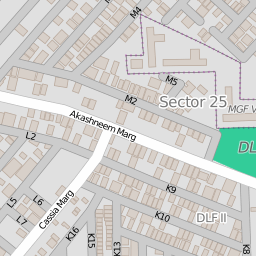 M4
M5
M2
Sector 25
MGF V
Akashneem Marg
DL
L2
K9
L6
L7
Cassia Marg
K10
DLF II
K16
K15
K13
K8